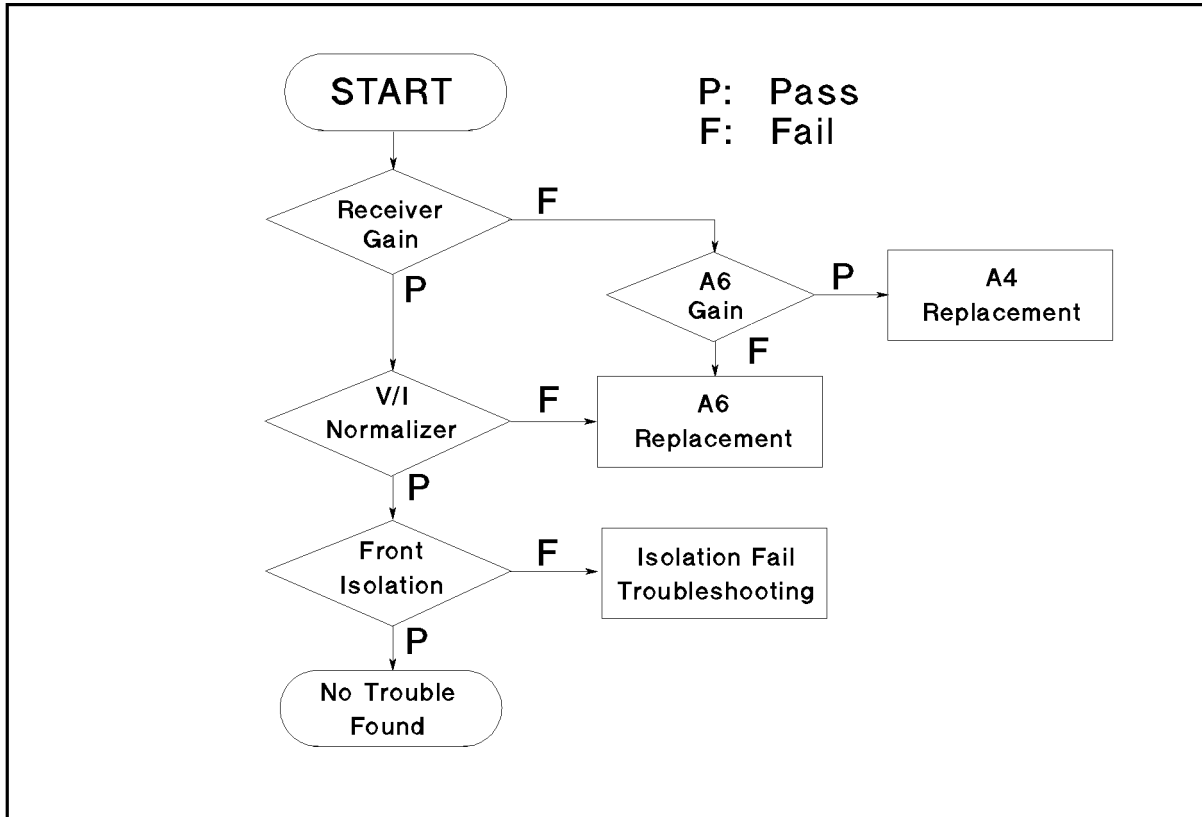 START
P: Pass
F: Fail
Receiver
Gain
F
P
A6
Gain
P
A4
Replacement
F
V/I
Normalizer
F
A6
Replacement
P
Front
Isolation
F
Isolation Fail
Troubleshooting
P
No Trouble
Found